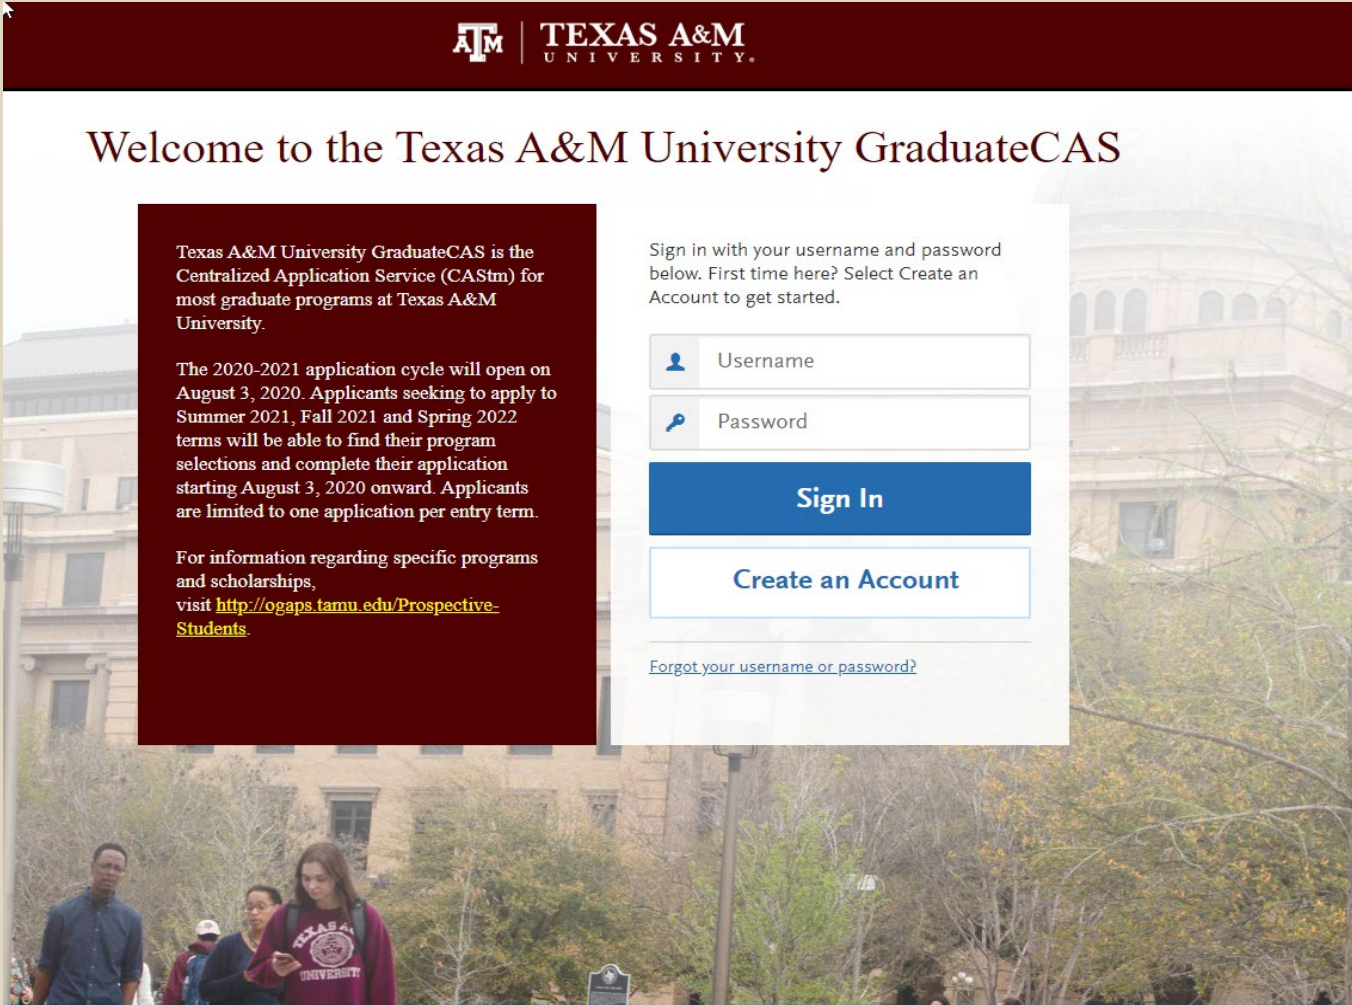 ATM
TEXAS A&M
UNIVERSITY®
Welcome to the Texas A&M University GraduateCAS
Texas A&M University GraduateCAS is the
Centralized Application Service (CAStm) for
most graduate programs at Texas A&M
University.
The 2020-2021 application cycle will open on
August 3, 2020. Applicants seeking to apply to
Summer 2021, Fall 2021 and Spring 2022
terms will be able to find their program
selections and complete their application
starting August 3, 2020 onward. Applicants
are limited to one application per entry term.
For information regarding specific programs
and scholarships,
visit http://ogaps.tamu.edu/Prospective-
Students.
Sign in with your username and password
below. First time here? Select Create an
Account to get started.
Username
Password
Sign In
Create an Account
Forgot your username or password?
TEXAS A&
UNIVERSITY